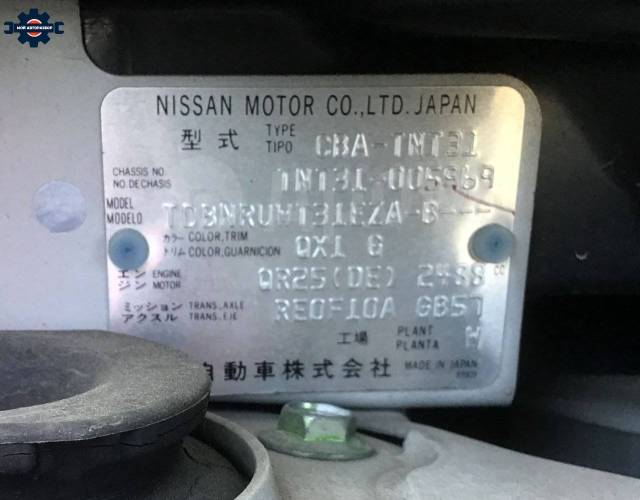 МОЙ АВТОРАЗБОР
NISSAN MOTOR CO.,LTD. JAPAN
型式 TYPE TIPO CBA-TNT31
CHASSIS NO. NO.DE CHASIS TNT31-005969
MODEL MODELO
カラー COLOR,TRIM トリム COLOR,GUARNICION QX1 G
エンジン ENGINE MOTOR QR25(DE) 2488 CC
ミッション TRANS.AXLE アクスル TRANS.EJE RE0F10A GB57
工場 PLANT PLANTA
自動車株式会社 MADE IN JAPAN